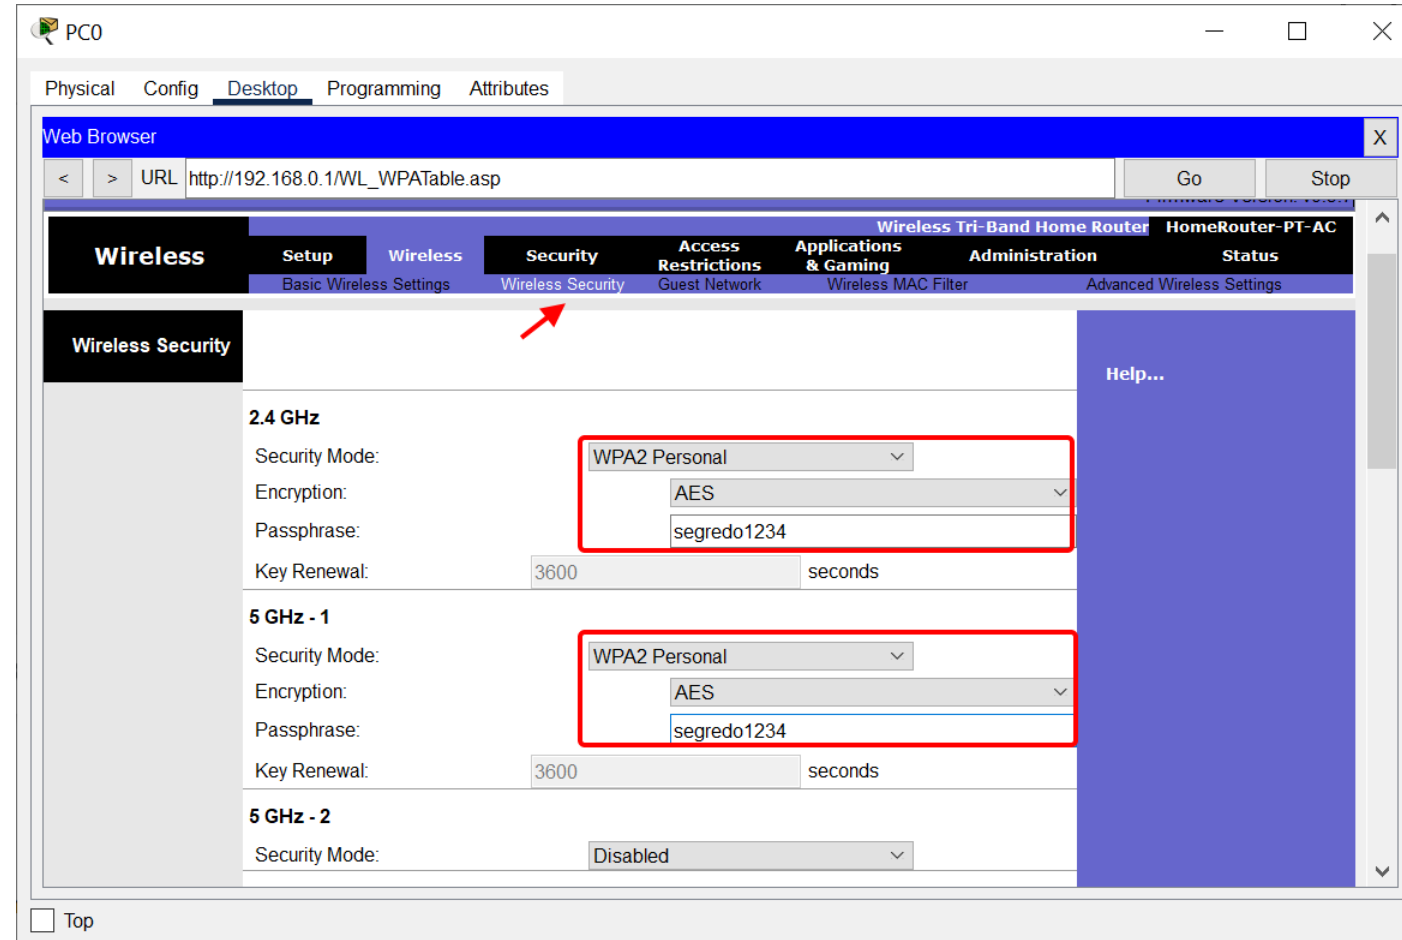 PC0
Physical Config Desktop Programming Attributes
Web Browser X
< > URL http://192.168.0.1/WL_WPATable.asp Go Stop
Wireless Tri-Band Home Router HomeRouter-PT-AC
Wireless Setup Wireless Security Access Restrictions Applications & Gaming Administration Status
Basic Wireless Settings Wireless Security Guest Network Wireless MAC Filter Advanced Wireless Settings
Wireless Security
Help...
2.4 GHz
Security Mode: WPA2 Personal
Encryption: AES
Passphrase: segredo1234
Key Renewal: 3600 seconds
5 GHz - 1
Security Mode: WPA2 Personal
Encryption: AES
Passphrase: segredo1234
Key Renewal: 3600 seconds
5 GHz - 2
Security Mode: Disabled
Top